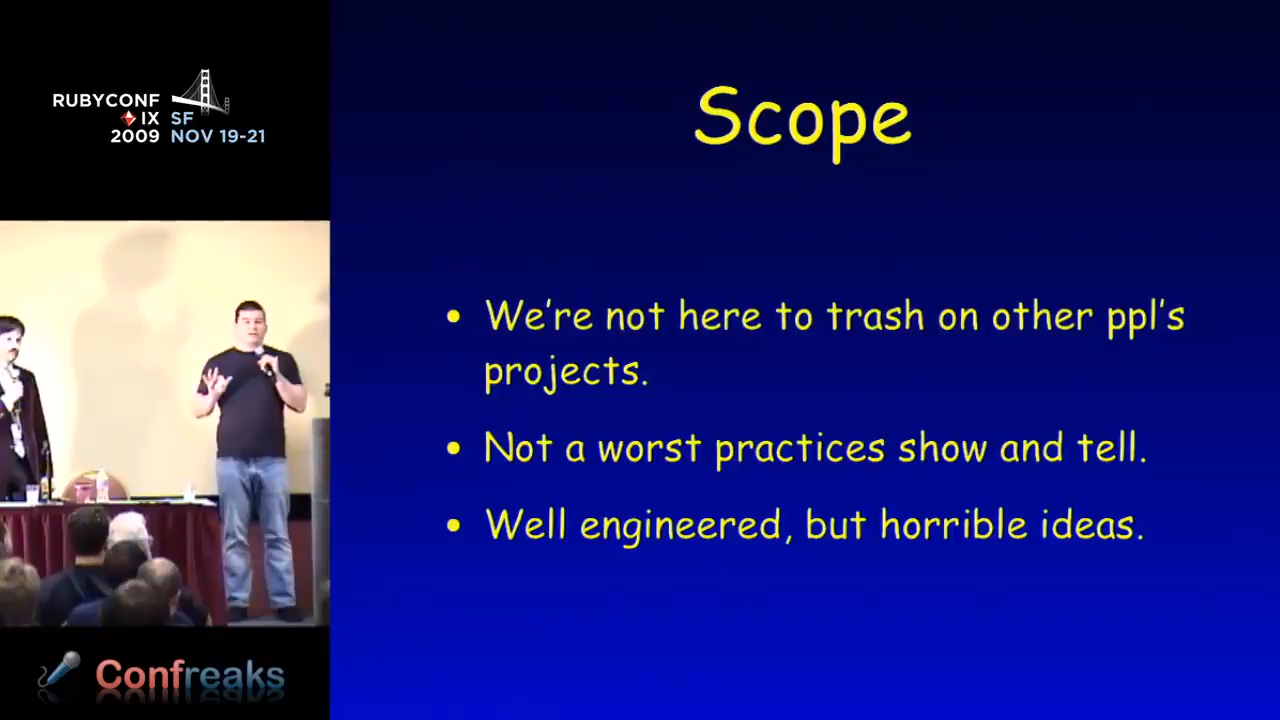 RUBYCONF
IX SF
2009 NOV 19-21
Scope
• We're not here to trash on other ppl's
projects.
• Not a worst practices show and tell.
• Well engineered, but horrible ideas.
Confreaks